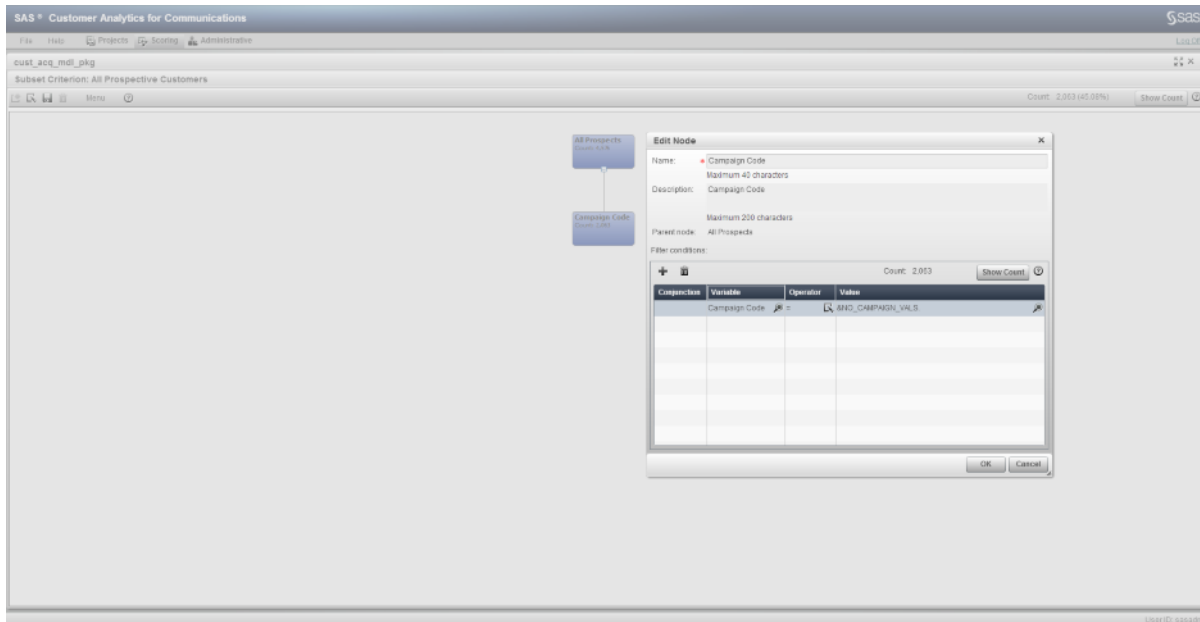 SAS ® Customer Analytics for Communications
sas
File Help Projects Scoring Administrative
Log Off
cust_acq_mdl_pkg
Subset Criterion: All Prospective Customers
Menu Count: 2,063 Show Count
All Prospects
Campaign Code
Edit Node
Name: * Campaign Code
Maximum 40 characters
Description: Campaign Code
Maximum 200 characters
Parent node: All Prospects
Filter conditions:
Count: 2,063 Show Count
Conjunction Variable Operator Value
Campaign Code =
OK Cancel